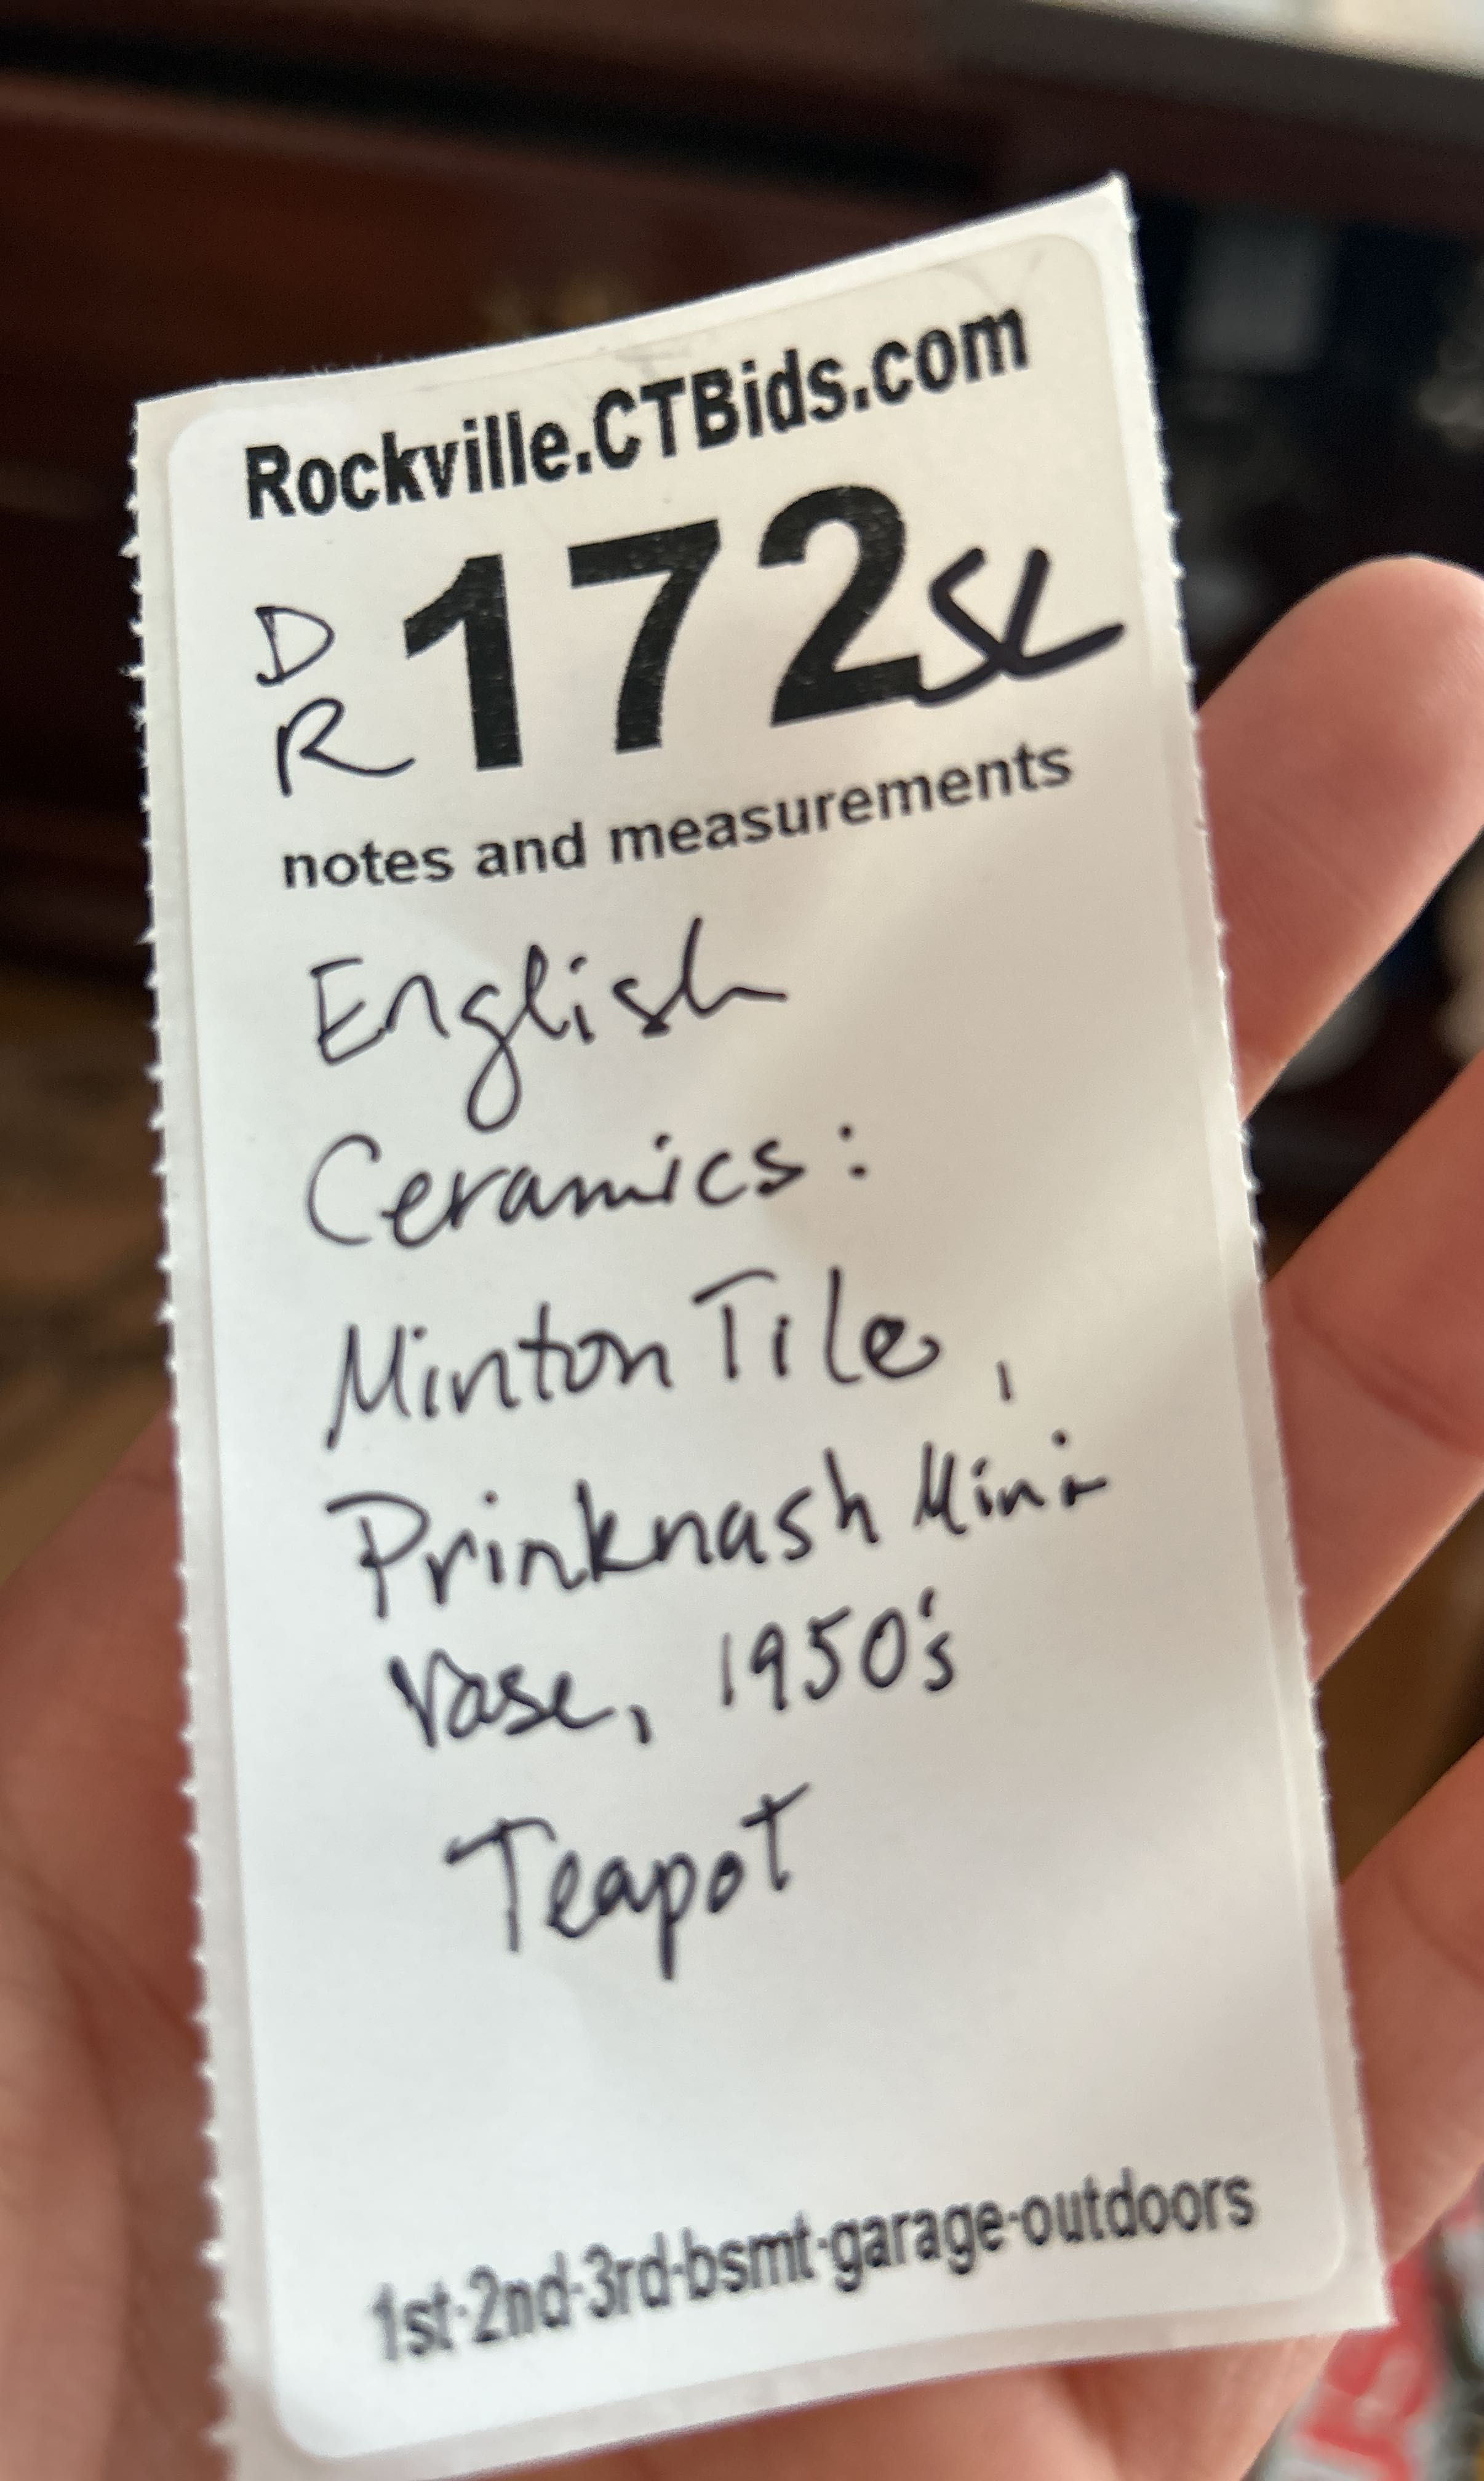 Rockville.CTBids.com
DR 172 SL
notes and measurements
English
Ceramics:
Minton Tile,
Prinknash Mini
Vase, 1950's
Teapot
1st-2nd-3rd-bsmt-garage-outdoors